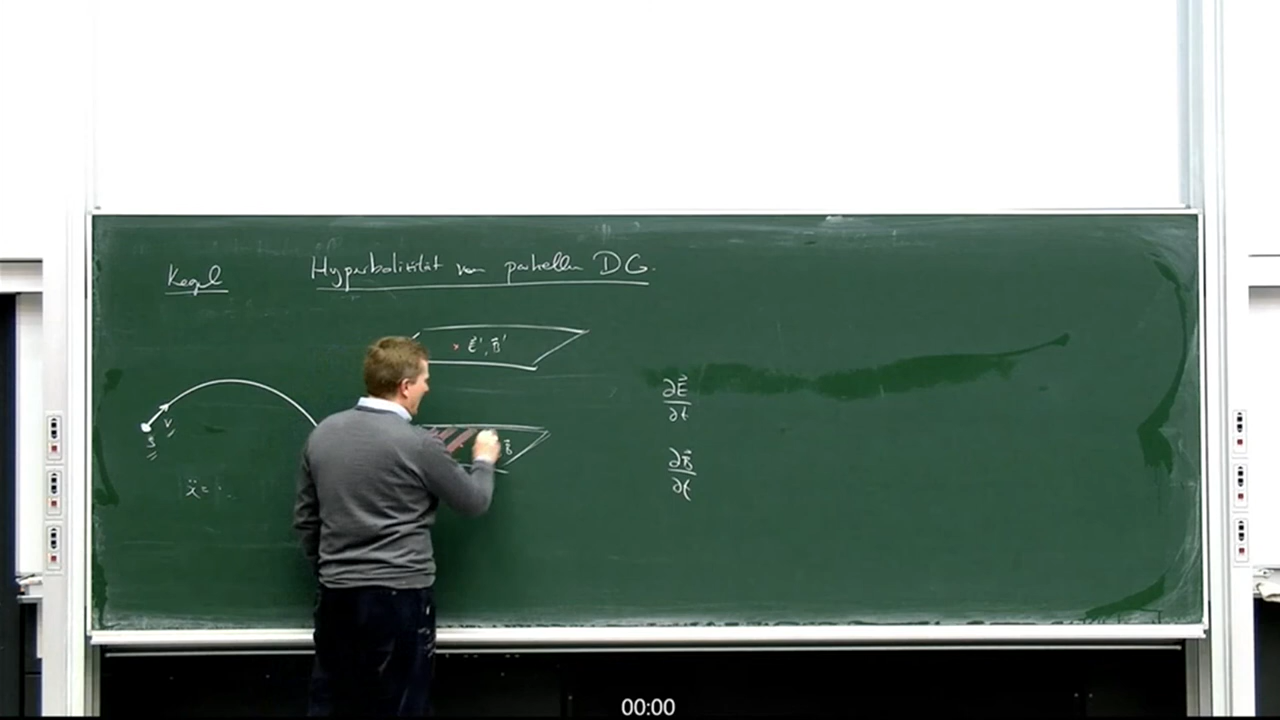 Kegel
Hyperbolizität von partiellen DG.
E⃗', B⃗'
v
B⃗
ẍ = ...
∂E⃗/∂t
∂B⃗/∂t
00:00